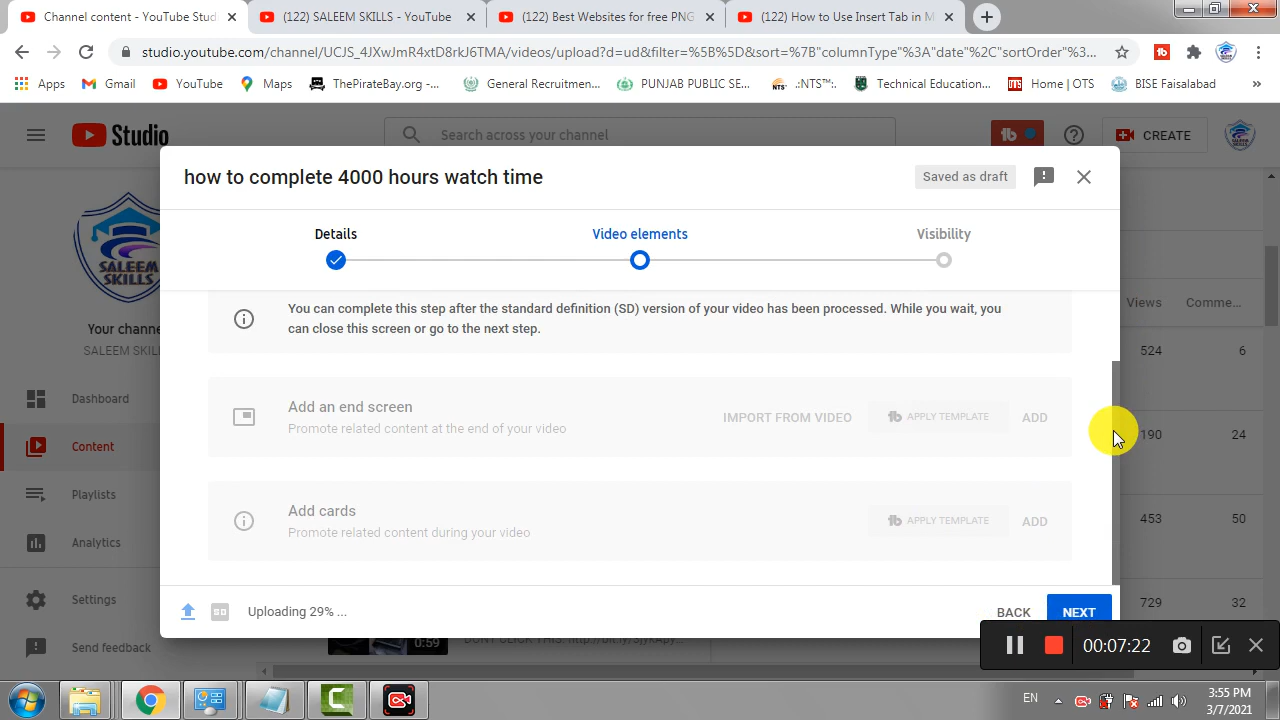 Channel content - YouTube Stud
(122) SALEEM SKILLS - YouTube
(122) Best Websites for free PNG
(122) How to Use Insert Tab in M
studio.youtube.com/channel/UCJS_4JXwJmR4xtD8rkJ6TMA/videos/upload?d=ud&filter=%5B%5D&sort=%7B"columnType"%3A"date"%2C"sortOrder"%3...
Apps
Gmail
YouTube
Maps
ThePirateBay.org -...
General Recruitmen...
PUNJAB PUBLIC SE...
.:NTS™:.
Technical Education...
Home | OTS
BISE Faisalabad
»
Studio
Search across your channel
CREATE
how to complete 4000 hours watch time
Saved as draft
Details
Video elements
Visibility
SALEEM
SKILLS
Your chann
SALEEM SKILL
Dashboard
Content
Playlists
Analytics
Settings
Send feedback
You can complete this step after the standard definition (SD) version of your video has been processed. While you wait, you
can close this screen or go to the next step.
Add an end screen
Promote related content at the end of your video
IMPORT FROM VIDEO
APPLY TEMPLATE
ADD
Add cards
Promote related content during your video
APPLY TEMPLATE
ADD
Views
Comme...
524
6
190
24
453
50
729
32
Uploading 29% ...
BACK
NEXT
0:59
00:07:22
EN
3:55 PM
3/7/2021